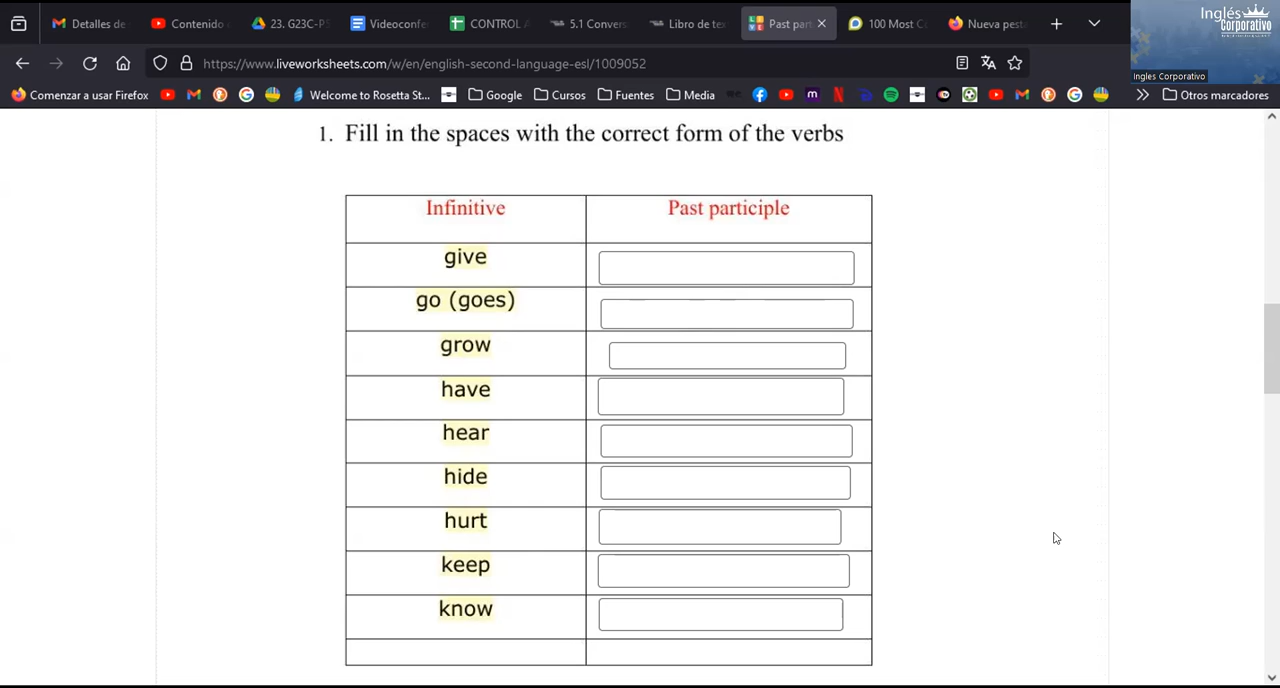 Detalles de
Contenido
23. G23C-P
Videoconfe
CONTROL
5.1 Convers
Libro de te
Past par
100 Most C
Nueva pest
Inglés
Corporativo
https://www.liveworksheets.com/w/en/english-second-language-esl/1009052
Ingles Corporativo
Comenzar a usar Firefox
Welcome to Rosetta St...
Google
Cursos
Fuentes
Media
Otros marcadores
1. Fill in the spaces with the correct form of the verbs
Infinitive Past participle
give
go (goes)
grow
have
hear
hide
hurt
keep
know